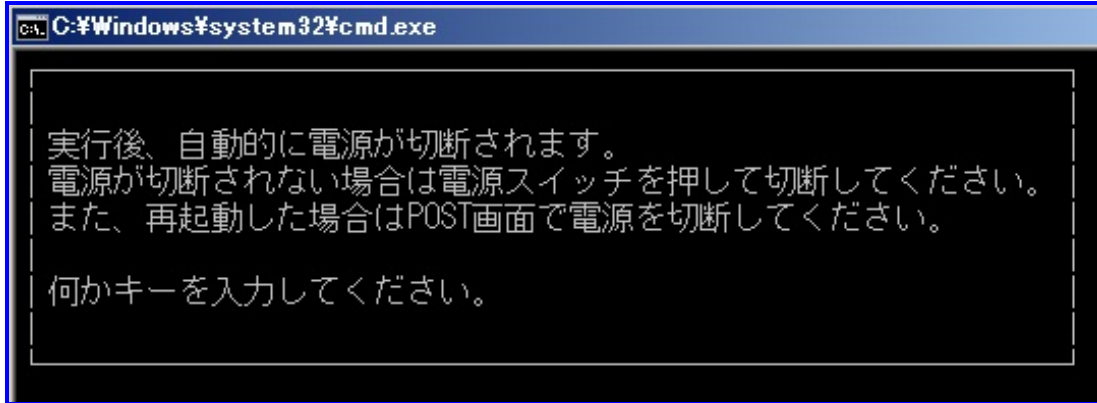 C:¥Windows¥system32¥cmd.exe
実行後、自動的に電源が切断されます。
電源が切断されない場合は電源スイッチを押して切断してください。
また、再起動した場合はPOST画面で電源を切断してください。
何かキーを入力してください。